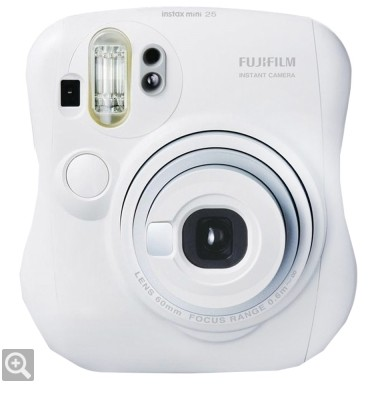 instax mini 26
FUJIFILM
INSTANT CAMERA
LENS 60mm FOCUS RANGE 0.6m-∞